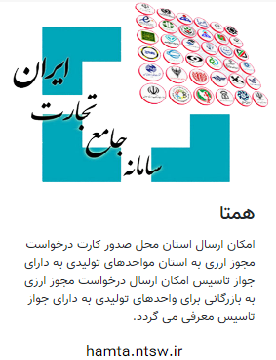 سامانه جامع تجارت ایران
همتا
امکان ارسال استان محل صدور کارت درخواست
مجوز ارزی به استان مواحدهای تولیدی به دارای
جواز تاسیس امکان ارسال درخواست مجوز ارزی
به بازرگانی برای واحدهای تولیدی به دارای جواز
تاسیس معرفی می گردد.
hamta.ntsw.ir